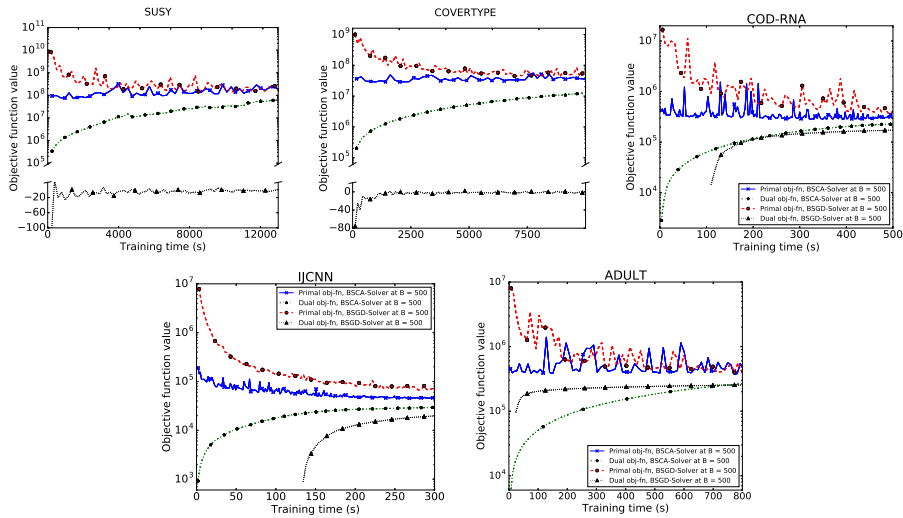 SUSY
Objective function value
10^11
10^10
10^9
10^8
10^7
10^6
10^5
−20
−60
−100
0
4000
8000
12000
Training time (s)
COVERTYPE
Objective function value
10^9
10^8
10^7
10^6
10^5
0
−40
−80
0
2500
5000
7500
Training time (s)
COD-RNA
Objective function value
10^7
10^6
10^5
10^4
0
100
200
300
400
500
Training time (s)
Primal obj-fn, BSCA-Solver at B = 500
Dual obj-fn, BSCA-Solver at B = 500
Primal obj-fn, BSGD-Solver at B = 500
Dual obj-fn, BSGD-Solver at B = 500
IJCNN
Objective function value
10^7
10^6
10^5
10^4
10^3
0
50
100
150
200
250
300
Training time (s)
Primal obj-fn, BSCA-Solver at B = 500
Dual obj-fn, BSCA-Solver at B = 500
Primal obj-fn, BSGD-Solver at B = 500
Dual obj-fn, BSGD-Solver at B = 500
ADULT
Objective function value
10^7
10^6
10^5
10^4
0
100
200
300
400
500
600
700
800
Training time (s)
Primal obj-fn, BSCA-Solver at B = 500
Dual obj-fn, BSCA-Solver at B = 500
Primal obj-fn, BSGD-Solver at B = 500
Dual obj-fn, BSGD-Solver at B = 500